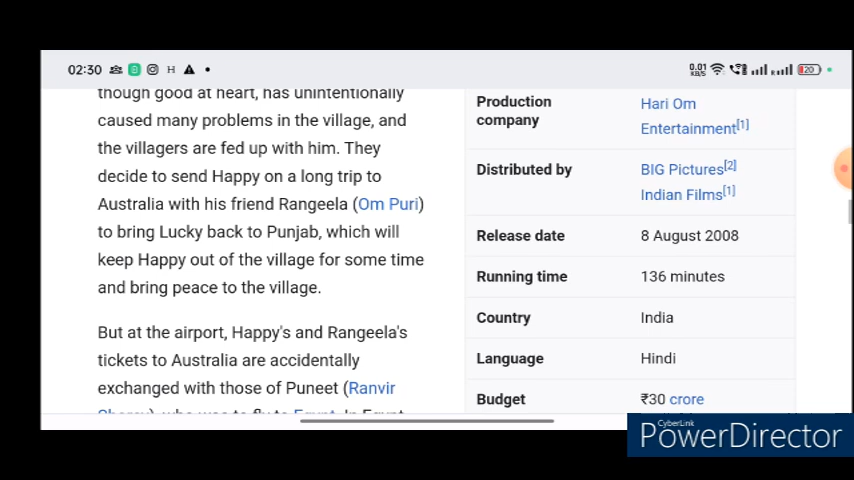 02:30 H
0.01 KB/S 20
though good at heart, has unintentionally
caused many problems in the village, and
the villagers are fed up with him. They
decide to send Happy on a long trip to
Australia with his friend Rangeela (Om Puri)
to bring Lucky back to Punjab, which will
keep Happy out of the village for some time
and bring peace to the village.
But at the airport, Happy's and Rangeela's
tickets to Australia are accidentally
exchanged with those of Puneet (Ranvir
Production
company
Hari Om
Entertainment[1]
Distributed by
BIG Pictures[2]
Indian Films[1]
Release date
8 August 2008
Running time
136 minutes
Country
India
Language
Hindi
Budget
₹30 crore
CyberLink
PowerDirector